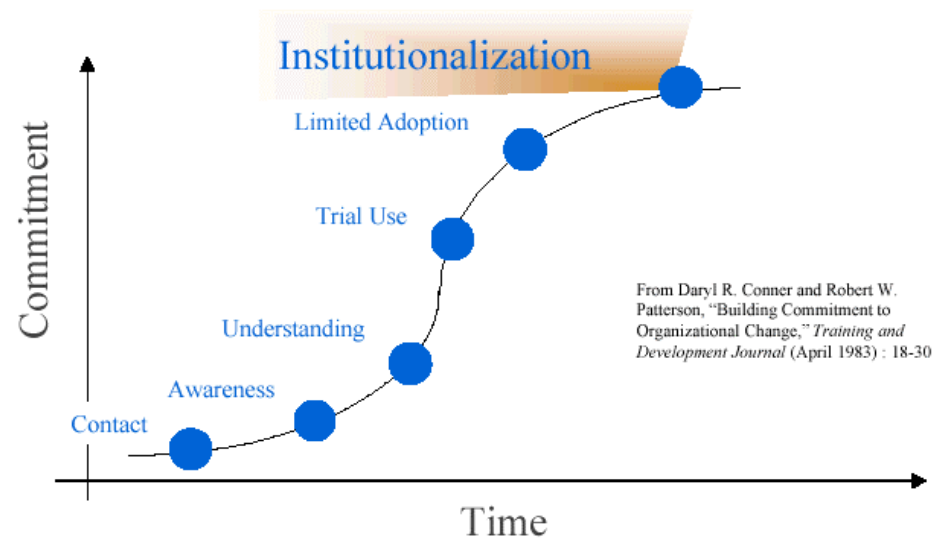 Institutionalization
Limited Adoption
Trial Use
Understanding
Awareness
Contact
Commitment
Time
From Daryl R. Conner and Robert W.
Patterson, “Building Commitment to
Organizational Change,” Training and
Development Journal (April 1983) : 18-30